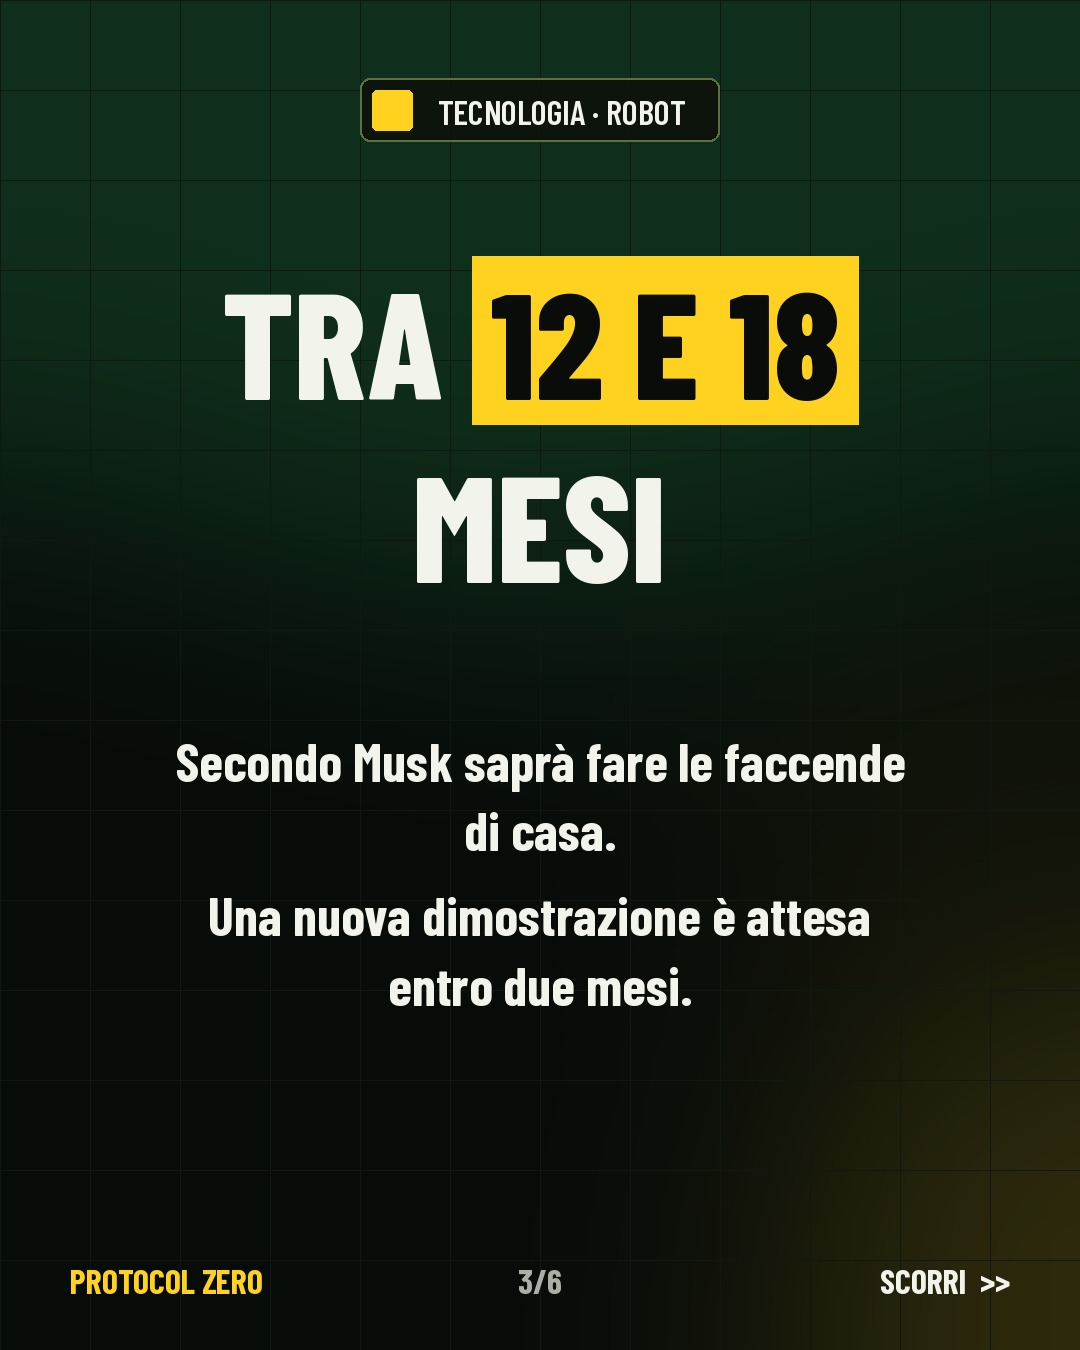 TECNOLOGIA · ROBOT
TRA 12 E 18
MESI
Secondo Musk saprà fare le faccende
di casa.
Una nuova dimostrazione è attesa
entro due mesi.
PROTOCOL ZERO
3/6
SCORRI >>